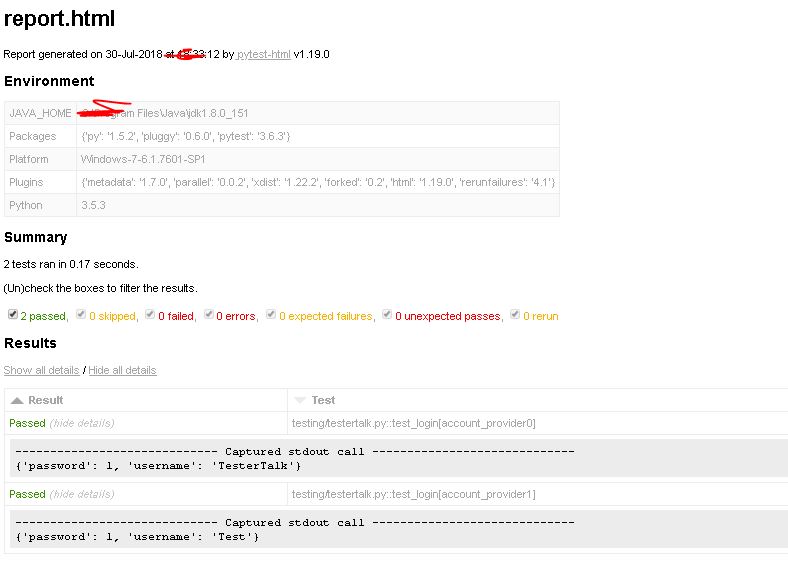 report.html
Report generated on 30-Jul-2018 at 18:33:12 by pytest-html v1.19.0
Environment
JAVA_HOME Program Files\Java\jdk1.8.0_151
Packages {'py': '1.5.2', 'pluggy': '0.6.0', 'pytest': '3.6.3'}
Platform Windows-7-6.1.7601-SP1
Plugins {'metadata': '1.7.0', 'parallel': '0.0.2', 'xdist': '1.22.2', 'forked': '0.2', 'html': '1.19.0', 'rerunfailures': '4.1'}
Python 3.5.3
Summary
2 tests ran in 0.17 seconds.
(Un)check the boxes to filter the results.
2 passed, 0 skipped, 0 failed, 0 errors, 0 expected failures, 0 unexpected passes, 0 rerun
Results
Show all details / Hide all details
Result Test
Passed (hide details) testing/testertalk.py::test_login[account_provider0]
----------------------------- Captured stdout call -----------------------------
{'password': 1, 'username': 'TesterTalk'}
Passed (hide details) testing/testertalk.py::test_login[account_provider1]
----------------------------- Captured stdout call -----------------------------
{'password': 1, 'username': 'Test'}